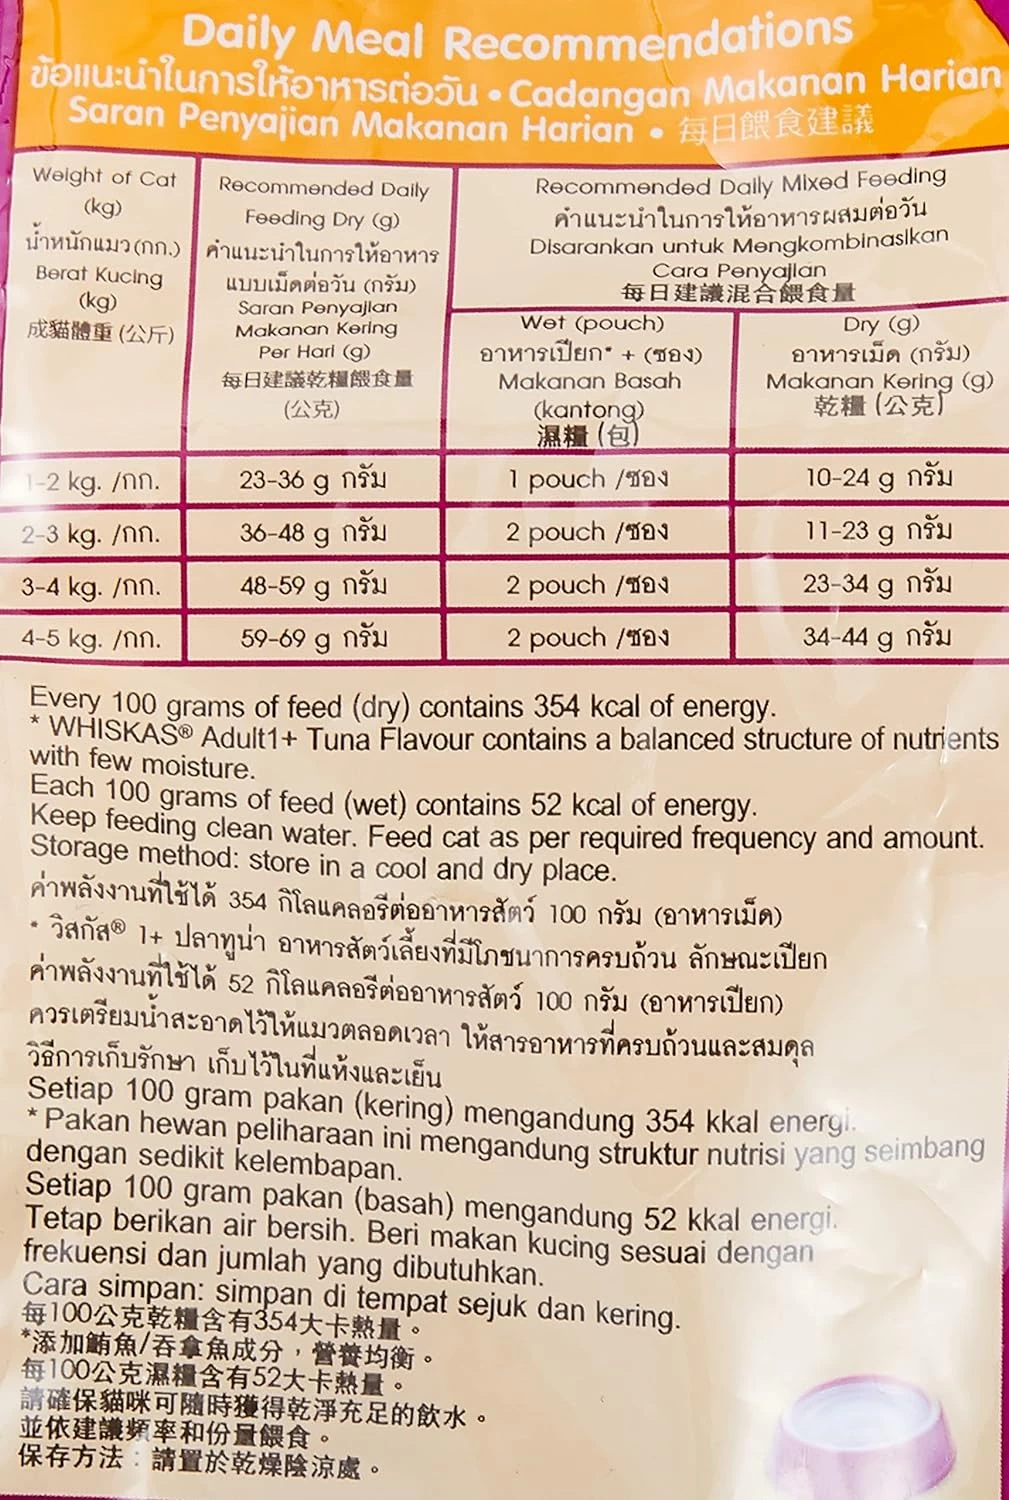 Daily Meal Recommendations
ข้อแนะนำในการให้อาหารต่อวัน • Cadangan Makanan Harian
Saran Penyajian Makanan Harian • 每日餵食建議
Weight of Cat
(kg)
น้ำหนักแมว (กก.)
Berat Kucing
(kg)
成貓體重 (公斤)
Recommended Daily
Feeding Dry (g)
คำแนะนำในการให้อาหาร
แบบเม็ดต่อวัน (กรัม)
Saran Penyajian
Makanan Kering
Per Hari (g)
每日建議乾糧餵食量
(公克)
Recommended Daily Mixed Feeding
คำแนะนำในการให้อาหารผสมต่อวัน
Disarankan untuk Mengkombinasikan
Cara Penyajian
每日建議混合餵食量
Wet (pouch)
อาหารเปียก* + (ซอง)
Makanan Basah
(kantong)
濕糧 (包)
Dry (g)
อาหารเม็ด (กรัม)
Makanan Kering (g)
乾糧 (公克)
1-2 kg. /กก. 23-36 g กรัม 1 pouch /ซอง 10-24 g กรัม
2-3 kg. /กก. 36-48 g กรัม 2 pouch /ซอง 11-23 g กรัม
3-4 kg. /กก. 48-59 g กรัม 2 pouch /ซอง 23-34 g กรัม
4-5 kg. /กก. 59-69 g กรัม 2 pouch /ซอง 34-44 g กรัม
Every 100 grams of feed (dry) contains 354 kcal of energy.
* WHISKAS® Adult1+ Tuna Flavour contains a balanced structure of nutrients
with few moisture.
Each 100 grams of feed (wet) contains 52 kcal of energy.
Keep feeding clean water. Feed cat as per required frequency and amount.
Storage method: store in a cool and dry place.
ค่าพลังงานที่ใช้ได้ 354 กิโลแคลอรีต่ออาหารสัตว์ 100 กรัม (อาหารเม็ด)
* วิสกัส® 1+ ปลาทูน่า อาหารสัตว์เลี้ยงที่มีโภชนาการครบถ้วน ลักษณะเปียก
ค่าพลังงานที่ใช้ได้ 52 กิโลแคลอรีต่ออาหารสัตว์ 100 กรัม (อาหารเปียก)
ควรเตรียมน้ำสะอาดไว้ให้แมวตลอดเวลา ให้สารอาหารที่ครบถ้วนและสมดุล
วิธีการเก็บรักษา เก็บไว้ในที่แห้งและเย็น
Setiap 100 gram pakan (kering) mengandung 354 kkal energi.
* Pakan hewan peliharaan ini mengandung struktur nutrisi yang seimbang
dengan sedikit kelembapan.
Setiap 100 gram pakan (basah) mengandung 52 kkal energi.
Tetap berikan air bersih. Beri makan kucing sesuai dengan
frekuensi dan jumlah yang dibutuhkan.
Cara simpan: simpan di tempat sejuk dan kering.
每100公克乾糧含有354大卡熱量。
*添加鮪魚/吞拿魚成分，營養均衡。
每100公克濕糧含有52大卡熱量。
請確保貓咪可隨時獲得乾淨充足的飲水。
並依建議頻率和份量餵食。
保存方法：請置於乾燥陰涼處。